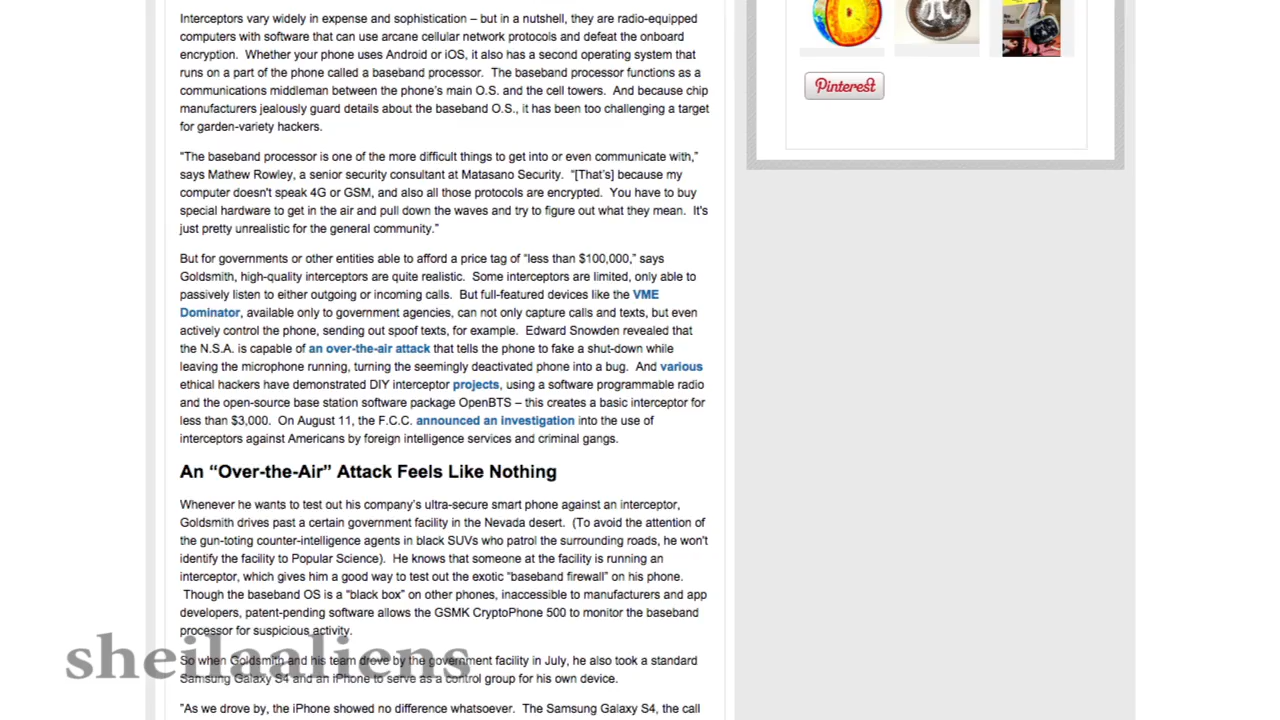 Interceptors vary widely in expense and sophistication – but in a nutshell, they are radio-equipped
computers with software that can use arcane cellular network protocols and defeat the onboard
encryption.  Whether your phone uses Android or iOS, it also has a second operating system that
runs on a part of the phone called a baseband processor.  The baseband processor functions as a
communications middleman between the phone's main O.S. and the cell towers.  And because chip
manufacturers jealously guard details about the baseband O.S., it has been too challenging a target
for garden-variety hackers.
“The baseband processor is one of the more difficult things to get into or even communicate with,”
says Mathew Rowley, a senior security consultant at Matasano Security.  “[That's] because my
computer doesn't speak 4G or GSM, and also all those protocols are encrypted.  You have to buy
special hardware to get in the air and pull down the waves and try to figure out what they mean.  It's
just pretty unrealistic for the general community.”
But for governments or other entities able to afford a price tag of “less than $100,000,” says
Goldsmith, high-quality interceptors are quite realistic.  Some interceptors are limited, only able to
passively listen to either outgoing or incoming calls.  But full-featured devices like the VME
Dominator, available only to government agencies, can not only capture calls and texts, but even
actively control the phone, sending out spoof texts, for example.  Edward Snowden revealed that
the N.S.A. is capable of an over-the-air attack that tells the phone to fake a shut-down while
leaving the microphone running, turning the seemingly deactivated phone into a bug.  And various
ethical hackers have demonstrated DIY interceptor projects, using a software programmable radio
and the open-source base station software package OpenBTS – this creates a basic interceptor for
less than $3,000.  On August 11, the F.C.C. announced an investigation into the use of
interceptors against Americans by foreign intelligence services and criminal gangs.
An “Over-the-Air” Attack Feels Like Nothing
Whenever he wants to test out his company's ultra-secure smart phone against an interceptor,
Goldsmith drives past a certain government facility in the Nevada desert.  (To avoid the attention of
the gun-toting counter-intelligence agents in black SUVs who patrol the surrounding roads, he won't
identify the facility to Popular Science).  He knows that someone at the facility is running an
interceptor, which gives him a good way to test out the exotic “baseband firewall” on his phone.
Though the baseband OS is a “black box” on other phones, inaccessible to manufacturers and app
developers, patent-pending software allows the GSMK CryptoPhone 500 to monitor the baseband
processor for suspicious activity.
So when Goldsmith and his team drove by the government facility in July, he also took a standard
Samsung Galaxy S4 and an iPhone to serve as a control group for his own device.
"As we drove by, the iPhone showed no difference whatsoever.  The Samsung Galaxy S4, the call
sheilaaliens
π
Pinterest